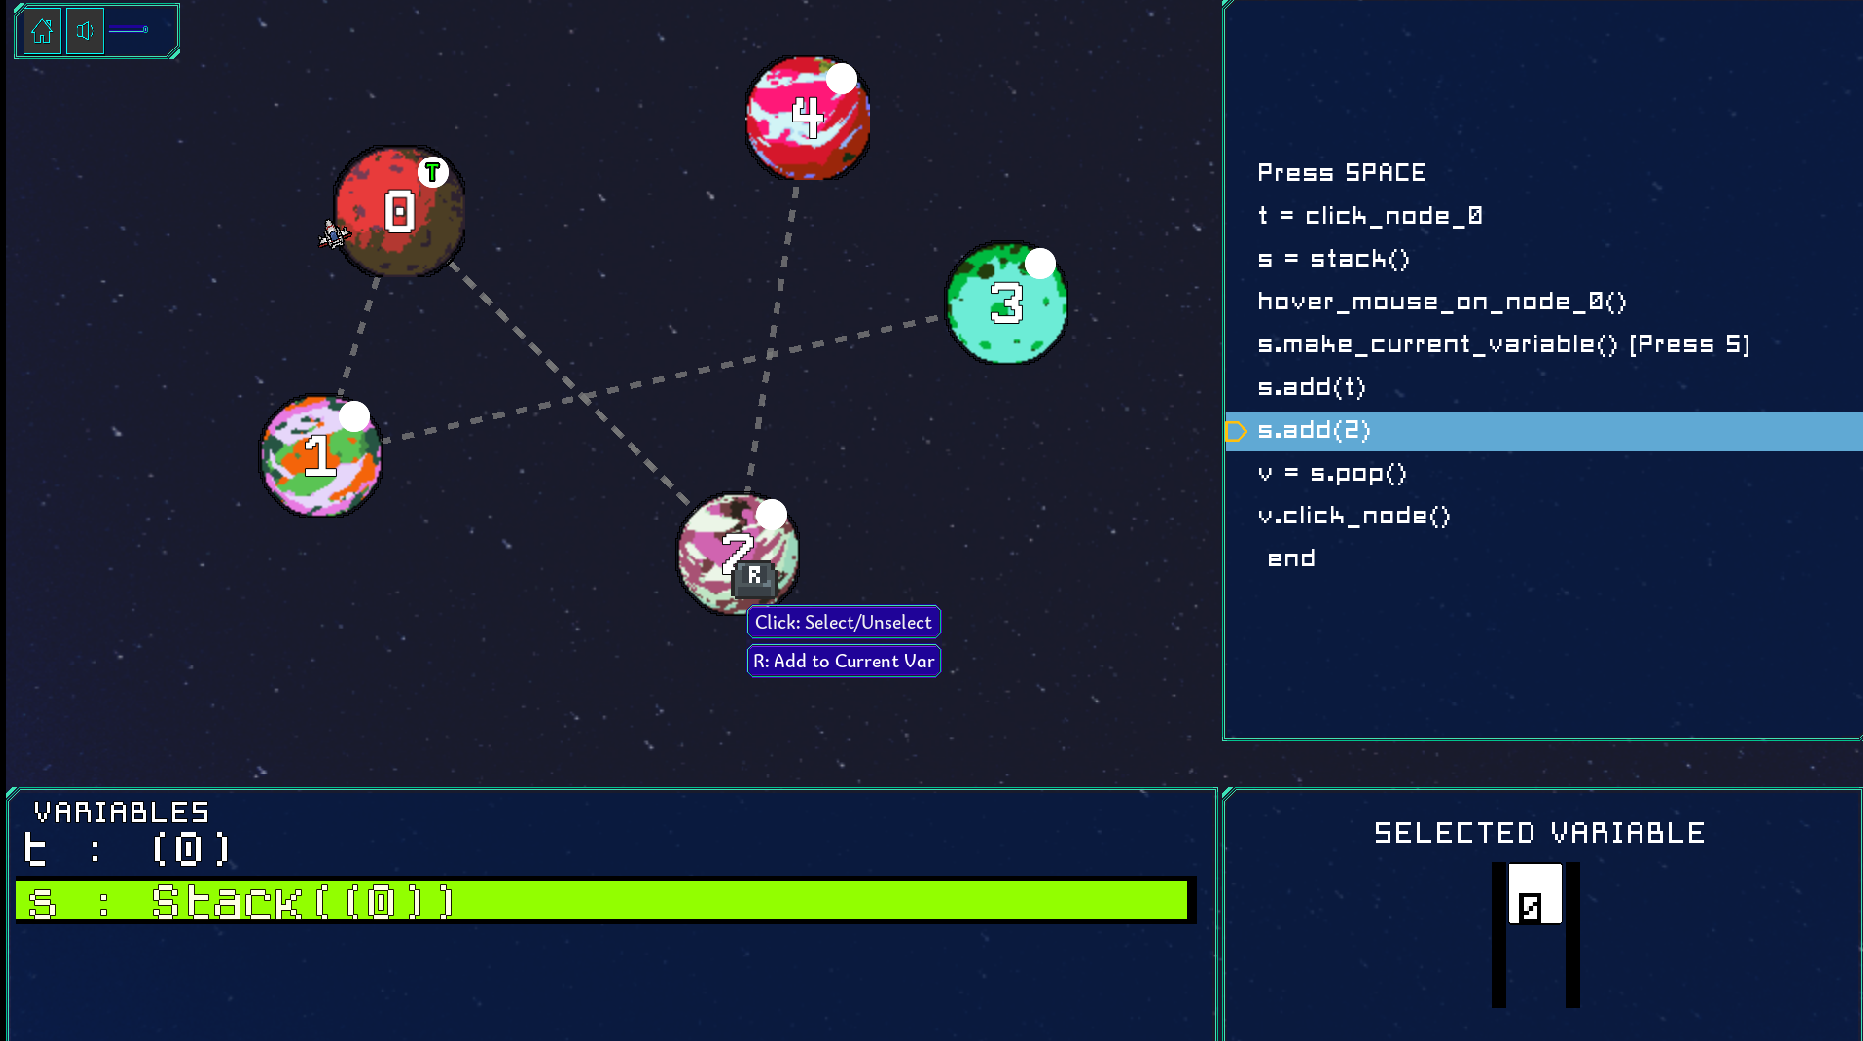 4
T
0
3
1
2
R
Click: Select/Unselect
R: Add to Current Var
Press SPACE
t = click_node_0
s = stack()
hover_mouse_on_node_0()
s.make_current_variable() [Press S]
s.add(t)
s.add(2)
v = s.pop()
v.click_node()
end
VARIABLES
t : (0)
s : Stack((0))
SELECTED VARIABLE
0